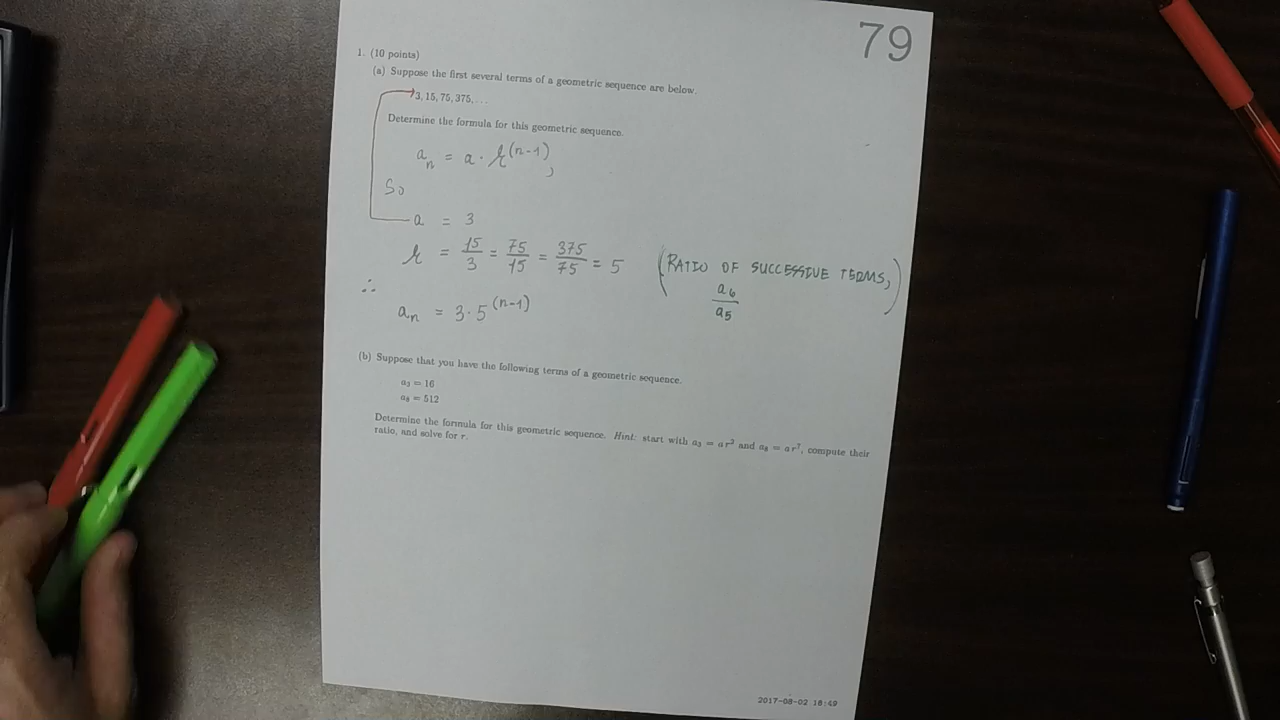 79
1. (10 points)
(a) Suppose the first several terms of a geometric sequence are below.
3, 15, 75, 375, . . .
Determine the formula for this geometric sequence.
aₙ = a · r⁽ⁿ⁻¹⁾,
So
a = 3
r = 15/3 = 75/15 = 375/75 = 5 (RATIO OF SUCCESSIVE TERMS, a₆/a₅)
∴
aₙ = 3 · 5⁽ⁿ⁻¹⁾
(b) Suppose that you have the following terms of a geometric sequence.
a₃ = 16
a₈ = 512
Determine the formula for this geometric sequence. Hint: start with a₃ = a r² and a₈ = a r⁷, compute their
ratio, and solve for r.
2017-08-02 16:49